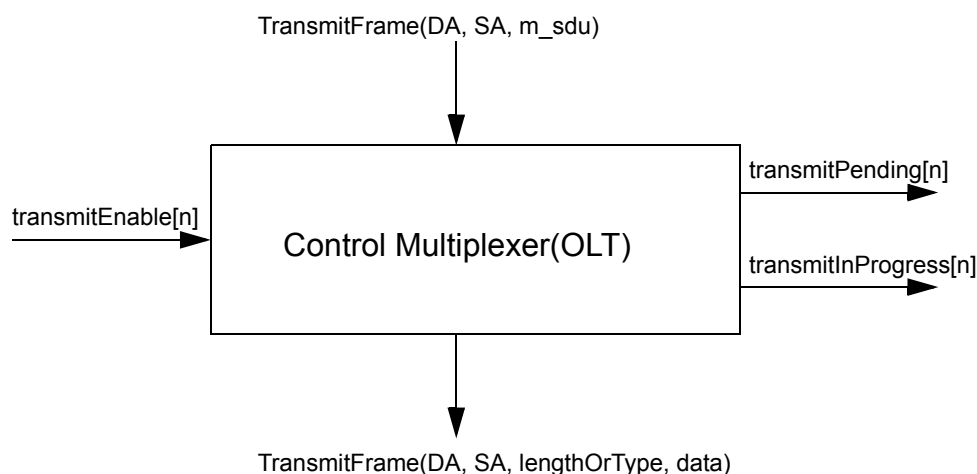 TransmitFrame(DA, SA, m_sdu)
transmitPending[n]
transmitEnable[n]
Control Multiplexer(OLT)
transmitInProgress[n]
TransmitFrame(DA, SA, lengthOrType, data)